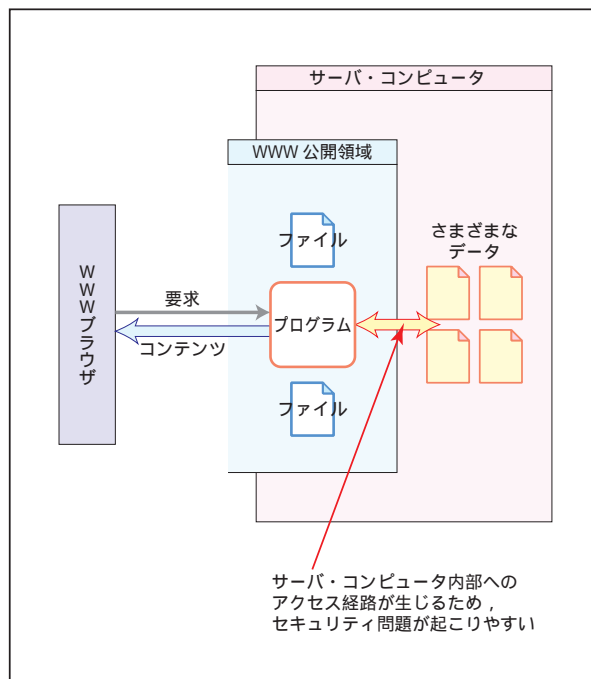 サーバ・コンピュータ
WWW 公開領域
さまざまな
データ
ファイル
WWWブラウザ
要求
プログラム
コンテンツ
ファイル
サーバ・コンピュータ内部への
アクセス経路が生じるため，
セキュリティ問題が起こりやすい